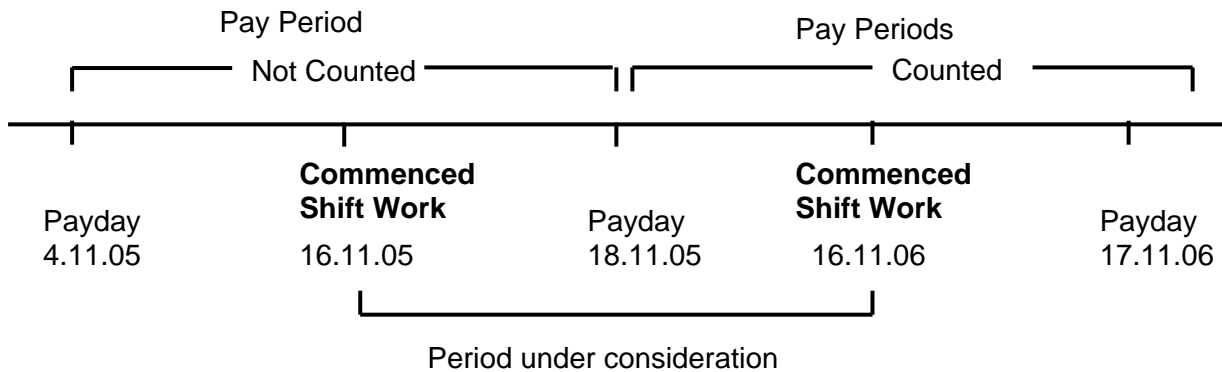 Pay Period
Pay Periods
Not Counted
Counted
Commenced
Shift Work
Commenced
Shift Work
Payday
4.11.05
16.11.05
Payday
18.11.05
16.11.06
Payday
17.11.06
Period under consideration